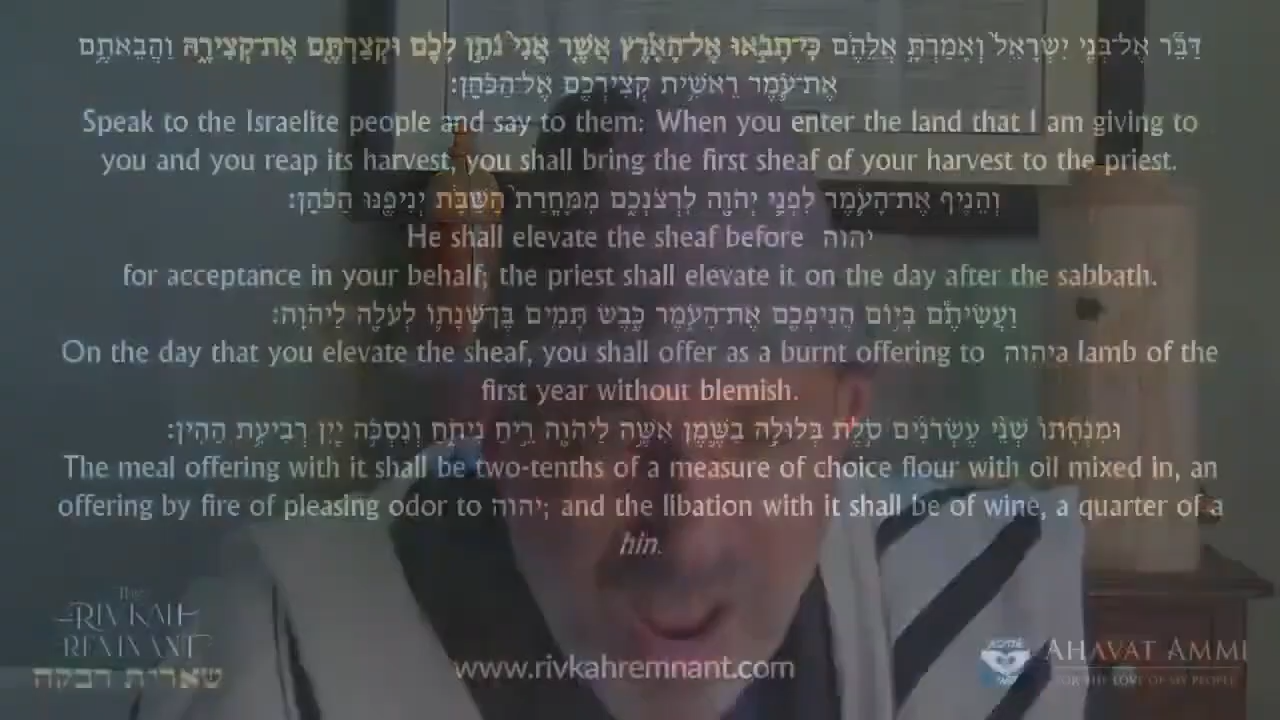 דַּבֵּ֞ר אֶל־בְּנֵ֤י יִשְׂרָאֵל֙ וְאָמַרְתָּ֣ אֲלֵהֶ֔ם כִּֽי־תָבֹ֣אוּ אֶל־הָאָ֗רֶץ אֲשֶׁ֤ר אֲנִי֙ נֹתֵ֣ן לָכֶ֔ם וּקְצַרְתֶּ֖ם אֶת־קְצִירָ֑הּ וַהֲבֵאתֶ֥ם
אֶת־עֹ֛מֶר רֵאשִׁ֥ית קְצִירְכֶ֖ם אֶל־הַכֹּהֵֽן׃
Speak to the Israelite people and say to them: When you enter the land that I am giving to
you and you reap its harvest, you shall bring the first sheaf of your harvest to the priest.
וְהֵנִ֧יף אֶת־הָעֹ֛מֶר לִפְנֵ֥י יְהֹוָ֖ה לִֽרְצֹנְכֶ֑ם מִֽמׇּחֳרַת֙ הַשַּׁבָּ֔ת יְנִיפֶ֖נּוּ הַכֹּהֵֽן׃
He shall elevate the sheaf before יהוה
for acceptance in your behalf; the priest shall elevate it on the day after the sabbath.
וַעֲשִׂיתֶ֕ם בְּי֥וֹם הֲנִֽיפְכֶ֖ם אֶת־הָעֹ֑מֶר כֶּ֣בֶשׂ תָּמִ֧ים בֶּן־שְׁנָת֛וֹ לְעֹלָ֖ה לַיהֹוָֽה׃
On the day that you elevate the sheaf, you shall offer as a burnt offering to יהוהa lamb of the
first year without blemish.
וּמִנְחָתוֹ֩ שְׁנֵ֨י עֶשְׂרֹנִ֜ים סֹ֣לֶת בְּלוּלָ֥ה בַשֶּׁ֛מֶן אִשֶּׁ֥ה לַיהֹוָ֖ה רֵ֣יחַ נִיחֹ֑חַ וְנִסְכֹּ֥ה יַ֖יִן רְבִיעִ֥ת הַהִֽין׃
The meal offering with it shall be two-tenths of a measure of choice flour with oil mixed in, an
offering by fire of pleasing odor to יהוה; and the libation with it shall be of wine, a quarter of a
hin.
The
RIVKAH
REMNANT
שארית רבקה
www.rivkahremnant.com
AHAVAT AMMI
FOR THE LOVE OF MY PEOPLE